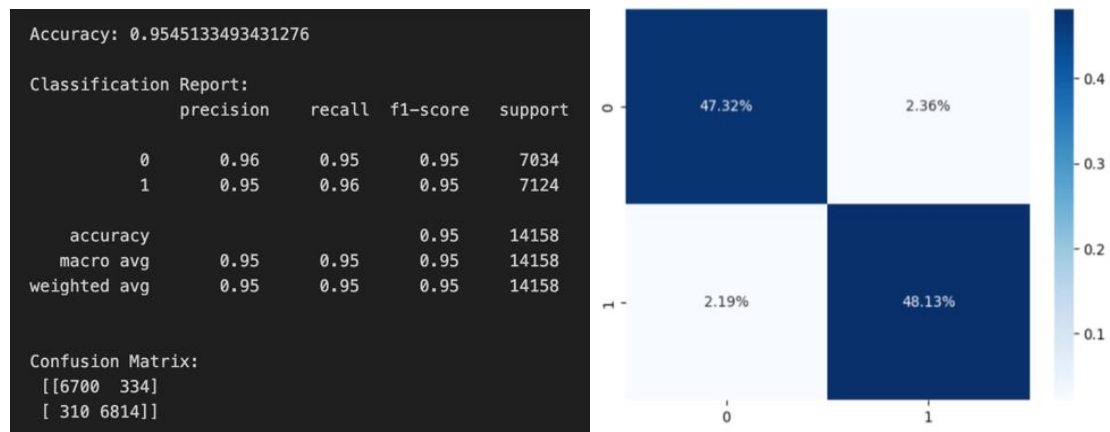 Accuracy: 0.9545133493431276
Classification Report:
precision recall f1-score support
0 0.96 0.95 0.95 7034
1 0.95 0.96 0.95 7124
accuracy 0.95 14158
macro avg 0.95 0.95 0.95 14158
weighted avg 0.95 0.95 0.95 14158
Confusion Matrix:
[[6700 334]
[ 310 6814]]
0 47.32% 2.36%
1 2.19% 48.13%
0 1
0.4
0.3
0.2
0.1